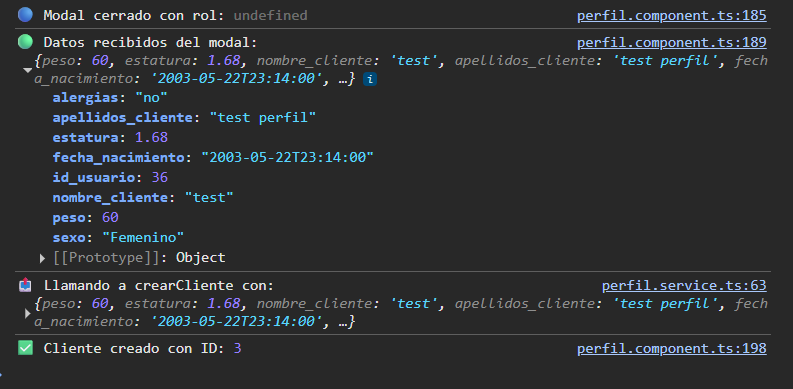 🔵 Modal cerrado con rol: undefined perfil.component.ts:185
🟢 Datos recibidos del modal: perfil.component.ts:189
{peso: 60, estatura: 1.68, nombre_cliente: 'test', apellidos_cliente: 'test perfil', fech
a_nacimiento: '2003-05-22T23:14:00', …} i
alergias: "no"
apellidos_cliente: "test perfil"
estatura: 1.68
fecha_nacimiento: "2003-05-22T23:14:00"
id_usuario: 36
nombre_cliente: "test"
peso: 60
sexo: "Femenino"
[[Prototype]]: Object
📤 Llamando a crearCliente con: perfil.service.ts:63
{peso: 60, estatura: 1.68, nombre_cliente: 'test', apellidos_cliente: 'test perfil', fech
a_nacimiento: '2003-05-22T23:14:00', …}
✅ Cliente creado con ID: 3 perfil.component.ts:198